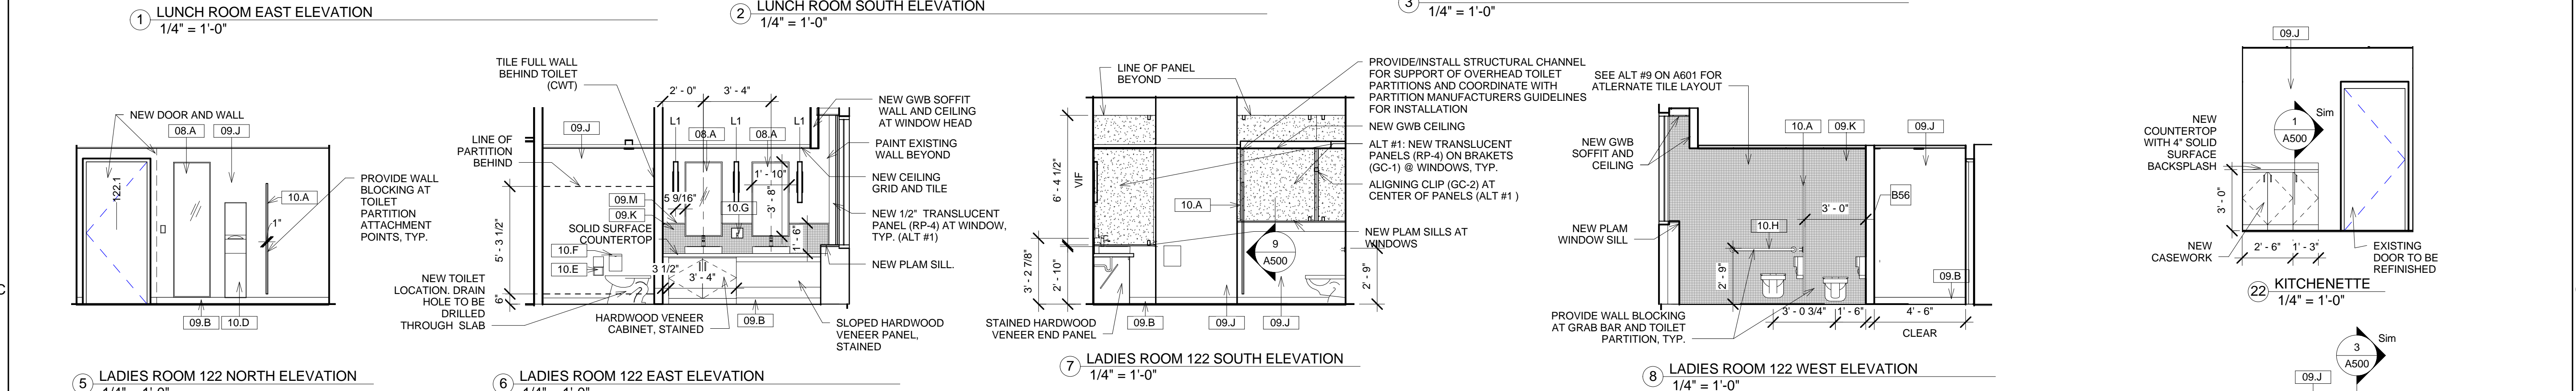 1 LUNCH ROOM EAST ELEVATION
1/4" = 1'-0"
2 LUNCH ROOM SOUTH ELEVATION
1/4" = 1'-0"
3
1/4" = 1'-0"
C
NEW DOOR AND WALL
08.A
09.J
122.1
10.A
1"
PROVIDE WALL
BLOCKING AT
TOILET
PARTITION
ATTACHMENT
POINTS, TYP.
09.B
10.D
5 LADIES ROOM 122 NORTH ELEVATION
1/4" = 1'-0"
TILE FULL WALL
BEHIND TOILET
(CWT)
2' - 0"
3' - 4"
09.J
L1
L1
L1
08.A
08.A
LINE OF
PARTITION
BEHIND
1' - 10"
3' - 8"
09.M
5 9/16"
09.K
10.G
SOLID SURFACE
COUNTERTOP
1' - 6"
10.F
10.E
5' - 3 1/2"
6"
3 1/2"
3' - 4"
2
NEW TOILET
LOCATION. DRAIN
HOLE TO BE
DRILLED
THROUGH SLAB
HARDWOOD VENEER
CABINET, STAINED
09.B
NEW GWB SOFFIT
WALL AND CEILING
AT WINDOW HEAD
PAINT EXISTING
WALL BEYOND
NEW CEILING
GRID AND TILE
NEW 1/2" TRANSLUCENT
PANEL (RP-4) AT WINDOW,
TYP. (ALT #1)
NEW PLAM SILL.
SLOPED HARDWOOD
VENEER PANEL,
STAINED
6 LADIES ROOM 122 EAST ELEVATION
1/4" = 1'-0"
LINE OF PANEL
BEYOND
6' - 4 1/2"
VIF
3' - 2 7/8"
2' - 10"
10.A
9
A500
2' - 9"
STAINED HARDWOOD
VENEER END PANEL
09.B
09.J
09.J
PROVIDE/INSTALL STRUCTURAL CHANNEL
FOR SUPPORT OF OVERHEAD TOILET
PARTITIONS AND COORDINATE WITH
PARTITION MANUFACTURERS GUIDELINES
FOR INSTALLATION
NEW GWB CEILING
ALT #1: NEW TRANSLUCENT
PANELS (RP-4) ON BRAKETS
(GC-1) @ WINDOWS, TYP.
ALIGNING CLIP (GC-2) AT
CENTER OF PANELS (ALT #1 )
NEW PLAM SILLS AT
WINDOWS
7 LADIES ROOM 122 SOUTH ELEVATION
1/4" = 1'-0"
SEE ALT #9 ON A601 FOR
ATLERNATE TILE LAYOUT
10.A
09.K
09.J
NEW GWB
SOFFIT AND
CEILING
B56
3' - 0"
10.H
NEW PLAM
WINDOW SILL
2' - 9"
09.B
PROVIDE WALL BLOCKING
AT GRAB BAR AND TOILET
PARTITION, TYP.
3' - 0 3/4"
1' - 6"
4' - 6"
CLEAR
8 LADIES ROOM 122 WEST ELEVATION
1/4" = 1'-0"
09.J
1
A500
Sim
NEW
COUNTERTOP
WITH 4" SOLID
SURFACE
BACKSPLASH
3' - 0"
NEW
CASEWORK
2' - 6"
1' - 3"
EXISTING
DOOR TO BE
REFINISHED
22 KITCHENETTE
1/4" = 1'-0"
3
A500
Sim
09.J